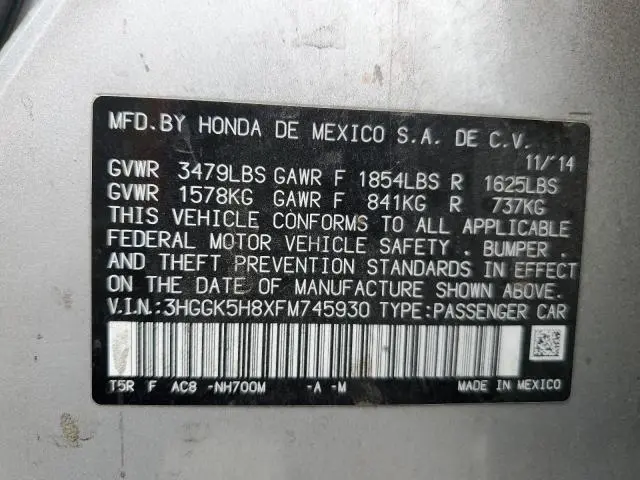 MFD. BY HONDA DE MEXICO S.A. DE C.V.
11/'14
GVWR 3479LBS GAWR F 1854LBS R 1625LBS
GVWR 1578KG GAWR F 841KG R 737KG
THIS VEHICLE CONFORMS TO ALL APPLICABLE
FEDERAL MOTOR VEHICLE SAFETY , BUMPER ,
AND THEFT PREVENTION STANDARDS IN EFFECT
ON THE DATE OF MANUFACTURE SHOWN ABOVE.
V.I.N.:3HGGK5H8XFM745930 TYPE:PASSENGER CAR
T5R F AC8 -NH700M -A -M MADE IN MEXICO